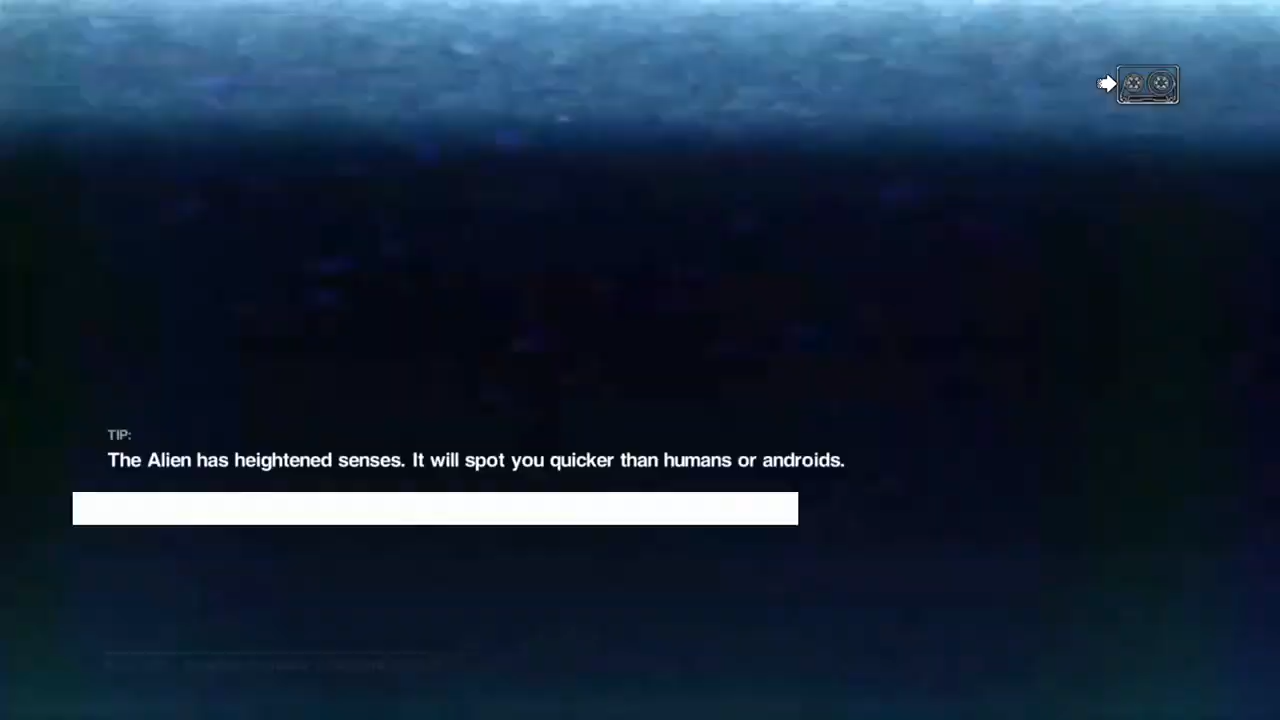 TIP:
The Alien has heightened senses. It will spot you quicker than humans or androids.